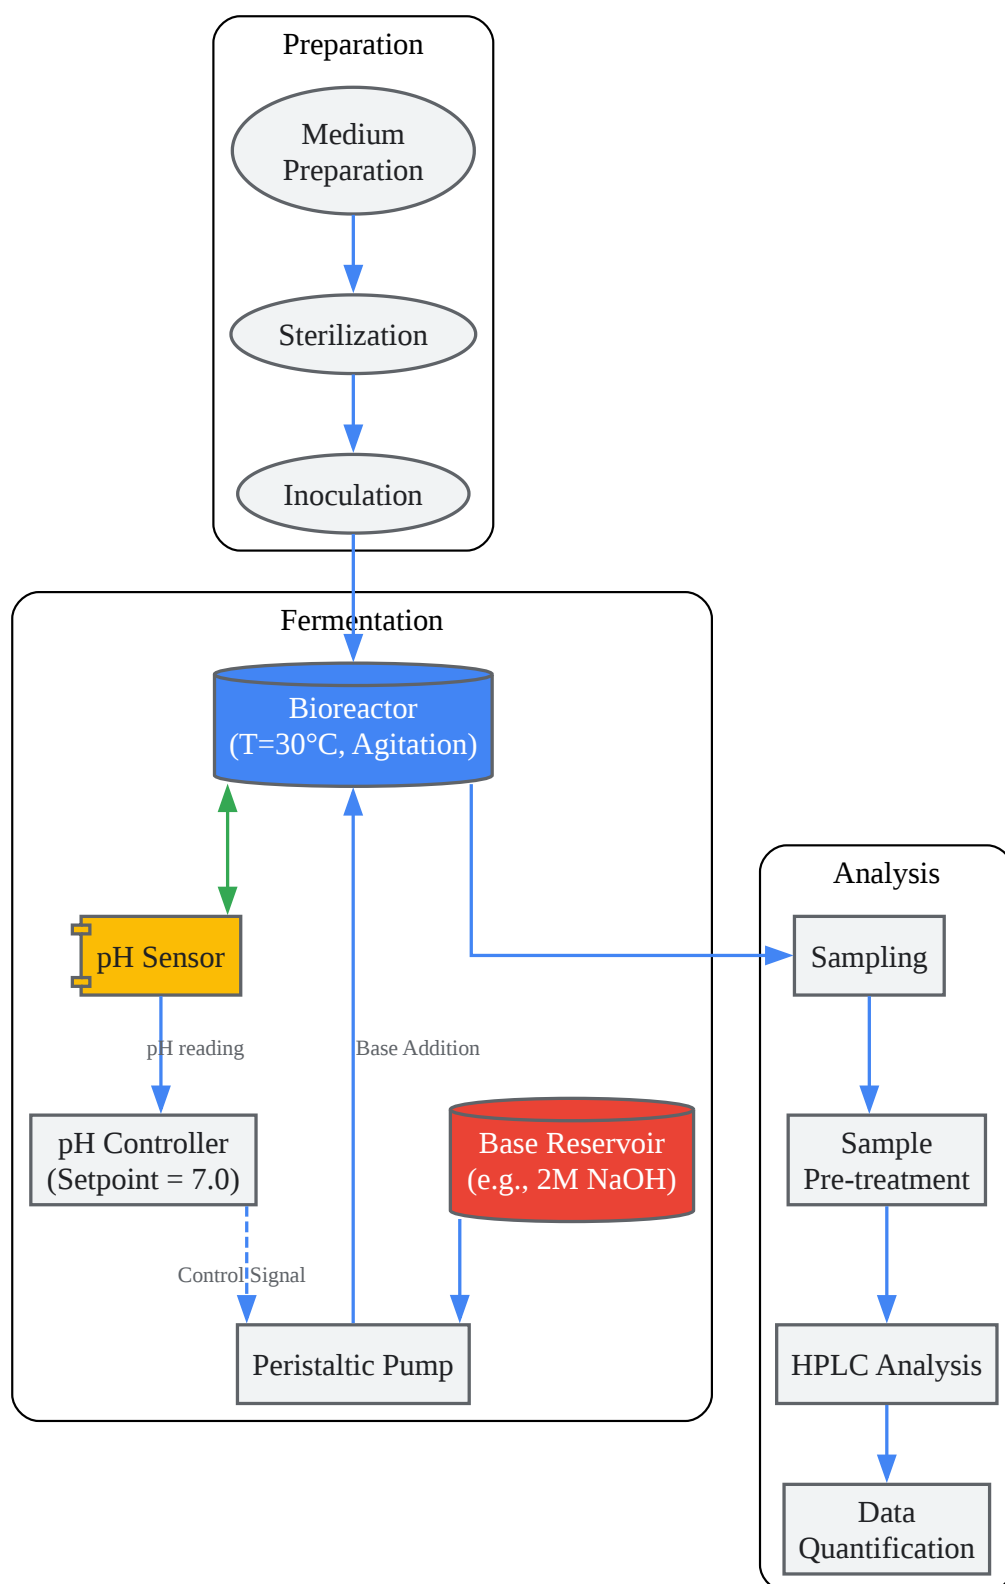 Preparation
Medium
Preparation
Sterilization
Inoculation
Fermentation
Bioreactor
(T=30°C, Agitation)
pH Sensor
pH reading
Base Addition
pH Controller
(Setpoint = 7.0)
Base Reservoir
(e.g., 2M NaOH)
Control Signal
Peristaltic Pump
Analysis
Sampling
Sample
Pre-treatment
HPLC Analysis
Data
Quantification